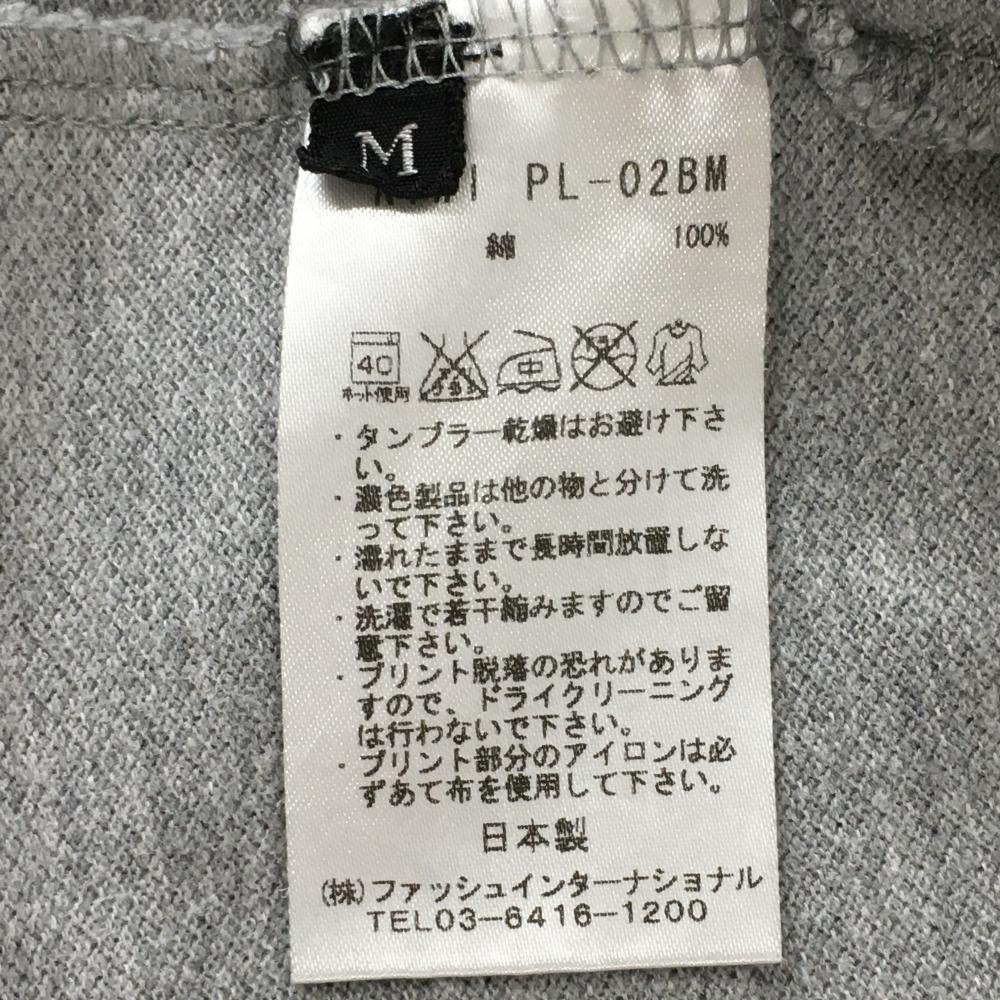 M
PL-02BM
綿 100%
40
ネット使用
中
・タンブラー乾燥はお避け下さ
い。
・濃色製品は他の物と分けて洗
って下さい。
・濡れたままで長時間放置しな
いで下さい。
・洗濯で若干縮みますのでご留
意下さい。
・プリント脱落の恐れがありま
すので、ドライクリーニング
は行わないで下さい。
・プリント部分のアイロンは必
ずあて布を使用して下さい。
日本製
(株)ファッシュインターナショナル
TEL03-6416-1200